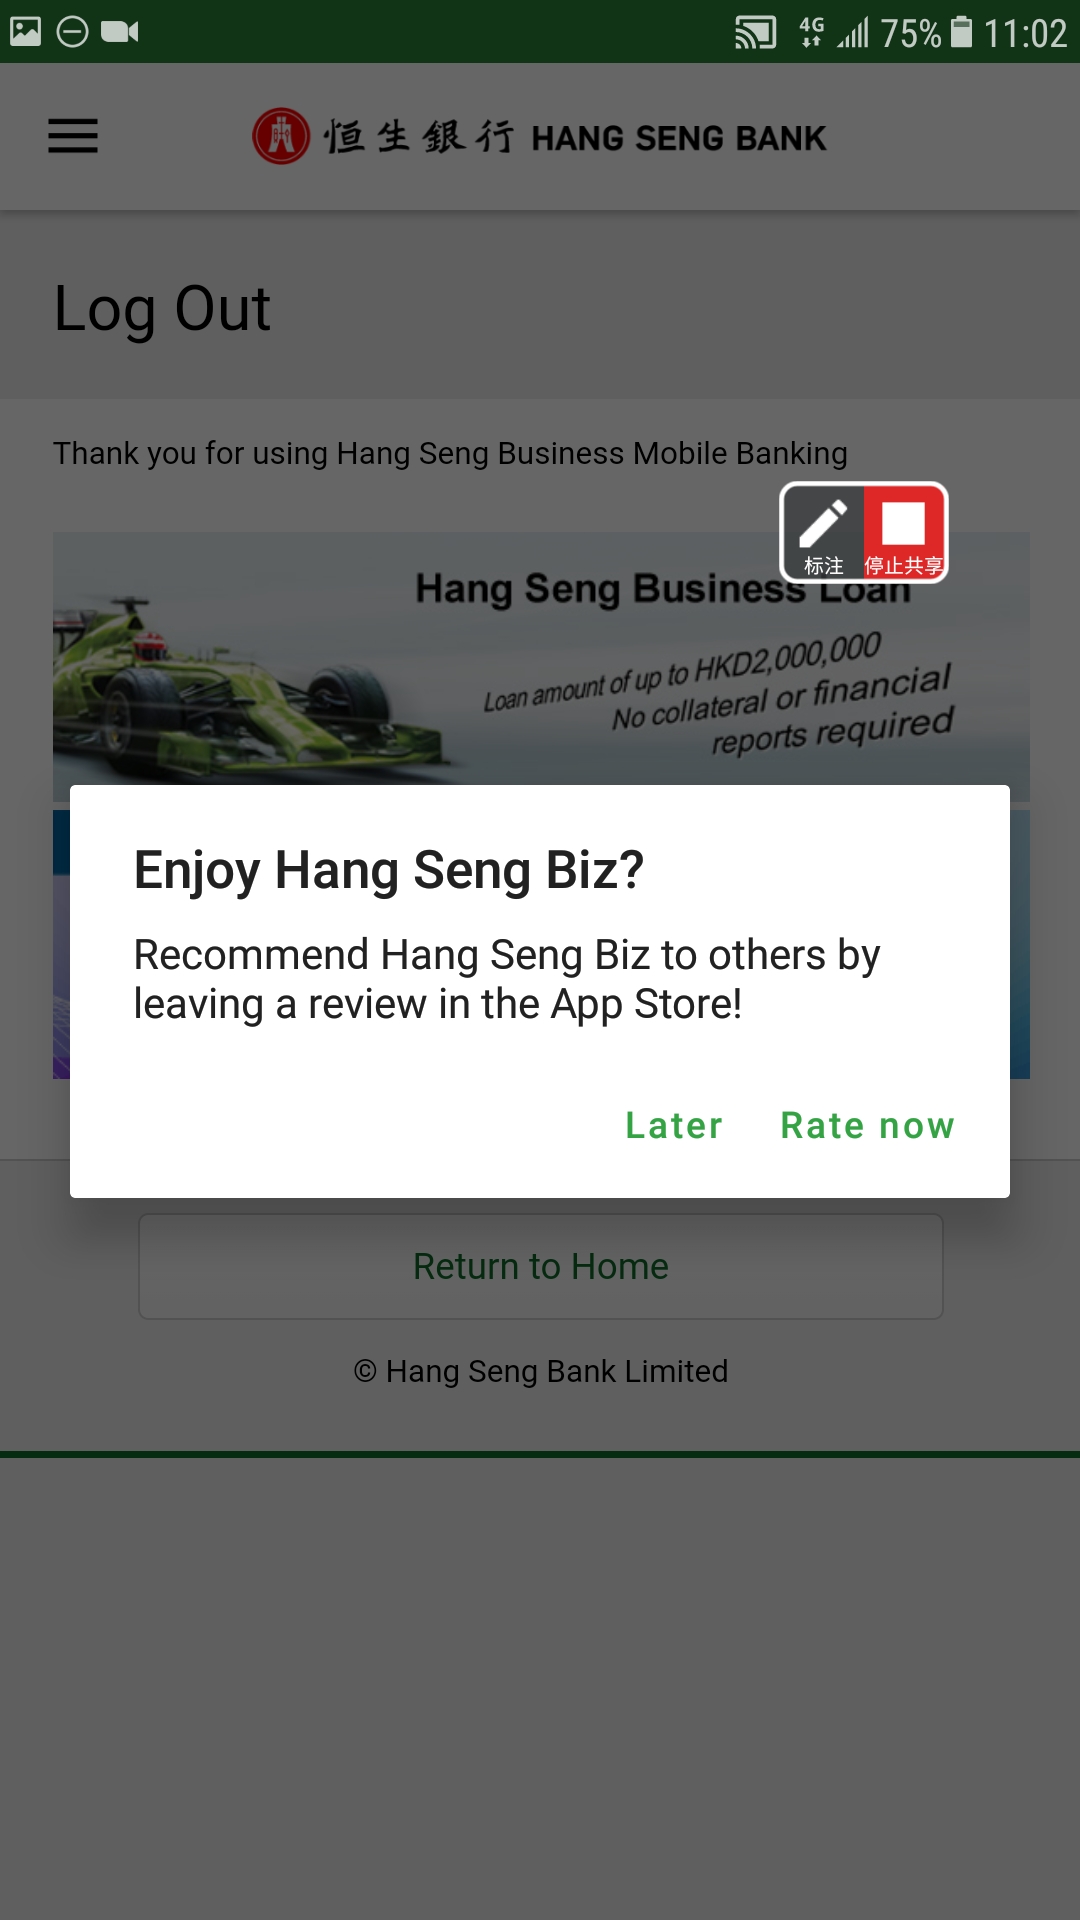 4G 75% 11:02
恒生銀行 HANG SENG BANK
Log Out
Thank you for using Hang Seng Business Mobile Banking
标注 停止共享
Hang Seng Business Loan
Loan amount of up to HKD2,000,000
No collateral or financial
reports required
Enjoy Hang Seng Biz?
Recommend Hang Seng Biz to others by
leaving a review in the App Store!
Later Rate now
Return to Home
© Hang Seng Bank Limited